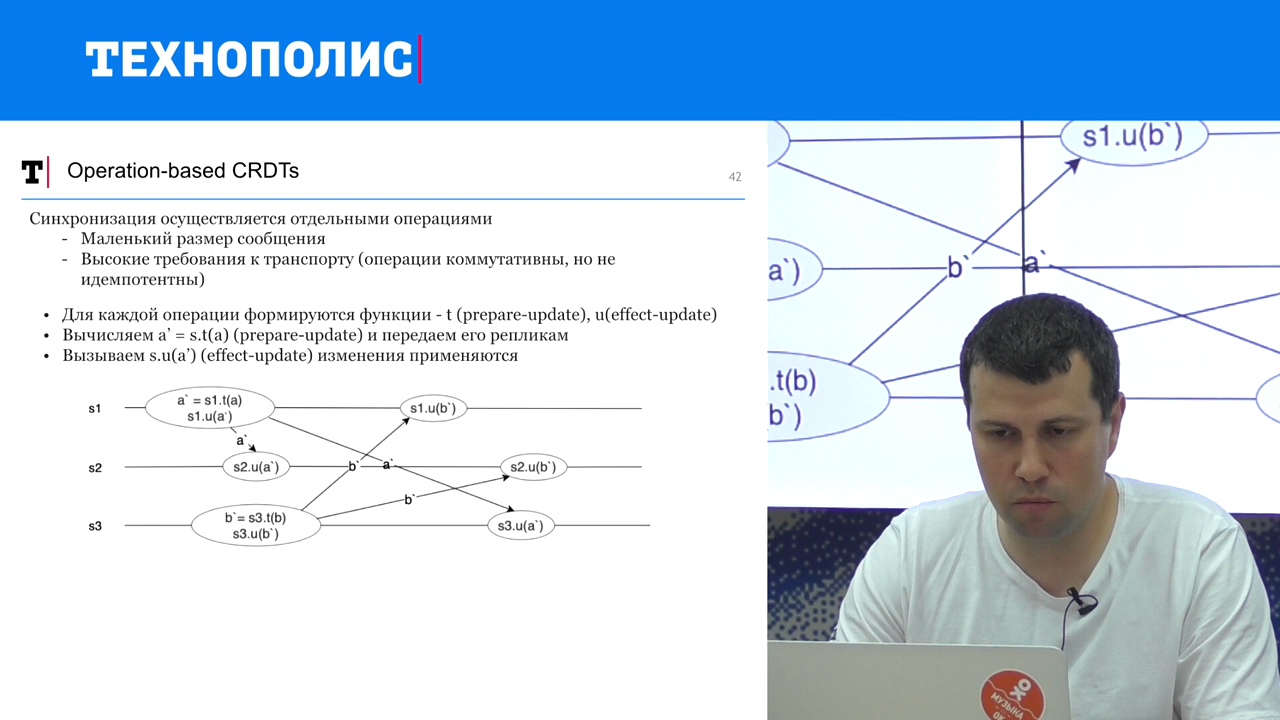 ТЕХНОПОЛИС
T
Operation-based CRDTs
42
Синхронизация осуществляется отдельными операциями
- Маленький размер сообщения
- Высокие требования к транспорту (операции коммутативны, но не
идемпотентны)
• Для каждой операции формируются функции - t (prepare-update), u(effect-update)
• Вычисляем a’ = s.t(a) (prepare-update) и передаем его репликам
• Вызываем s.u(a’) (effect-update) изменения применяются
s1
a` = s1.t(a)
s1.u(a`)
s1.u(b`)
a`
s2
s2.u(a`)
b`
a`
s2.u(b`)
b`
s3
b`= s3.t(b)
s3.u(b`)
s3.u(a`)
s1.u(b`)
a`)
b`
a`
.t(b)
b`)
МУЗЫКА
OK